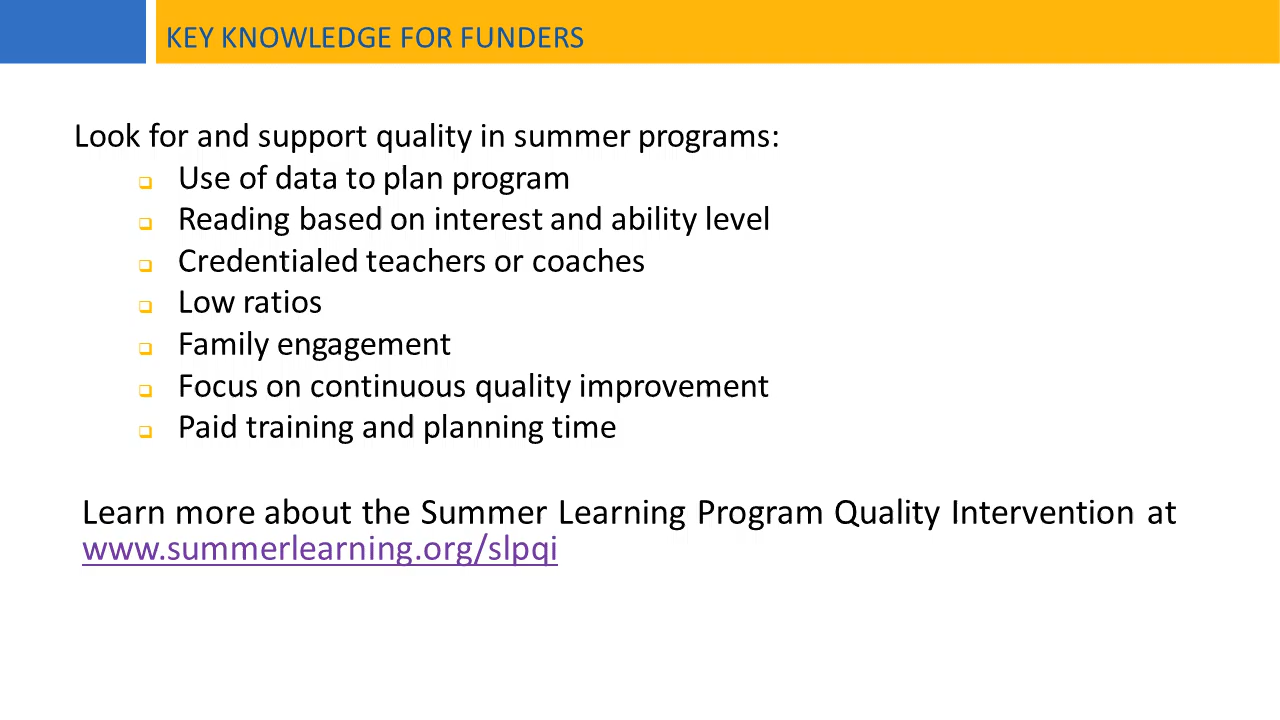 KEY KNOWLEDGE FOR FUNDERS
Look for and support quality in summer programs:
Use of data to plan program
Reading based on interest and ability level
Credentialed teachers or coaches
Low ratios
Family engagement
Focus on continuous quality improvement
Paid training and planning time
Learn more about the Summer Learning Program Quality Intervention at
www.summerlearning.org/slpqi